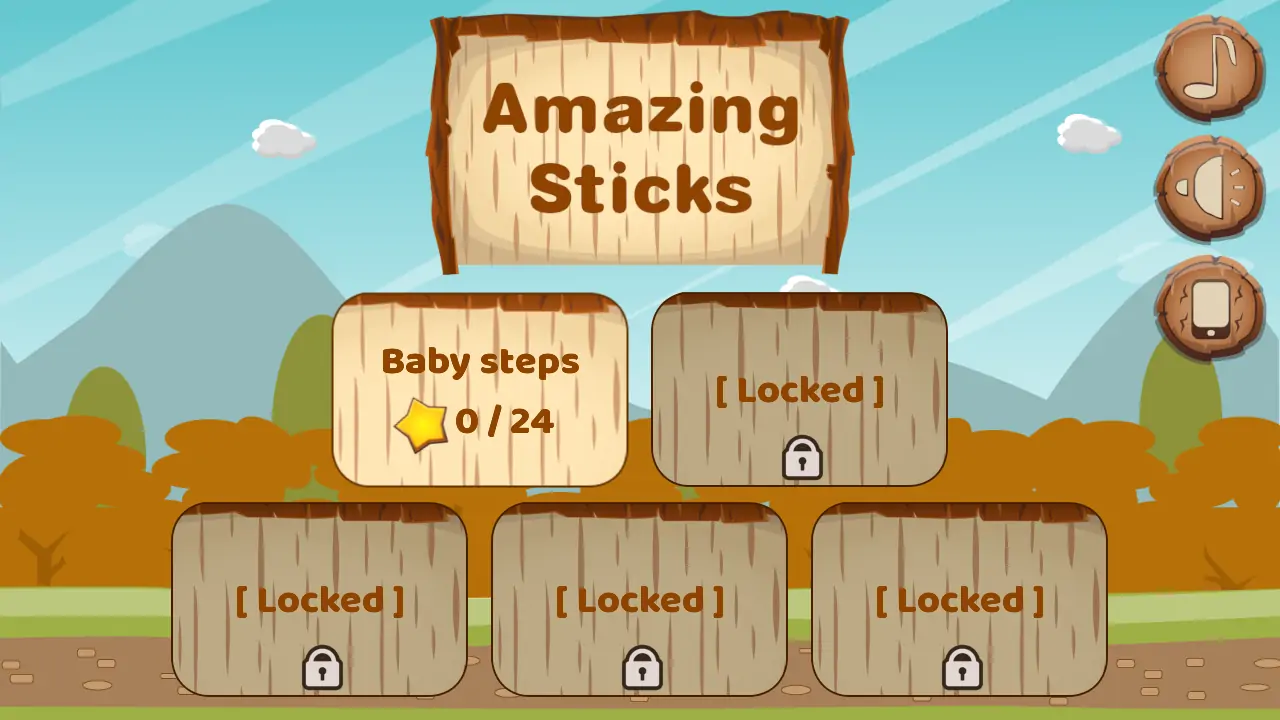 Amazing
Sticks
Baby steps
0 / 24
[ Locked ]
[ Locked ]
[ Locked ]
[ Locked ]